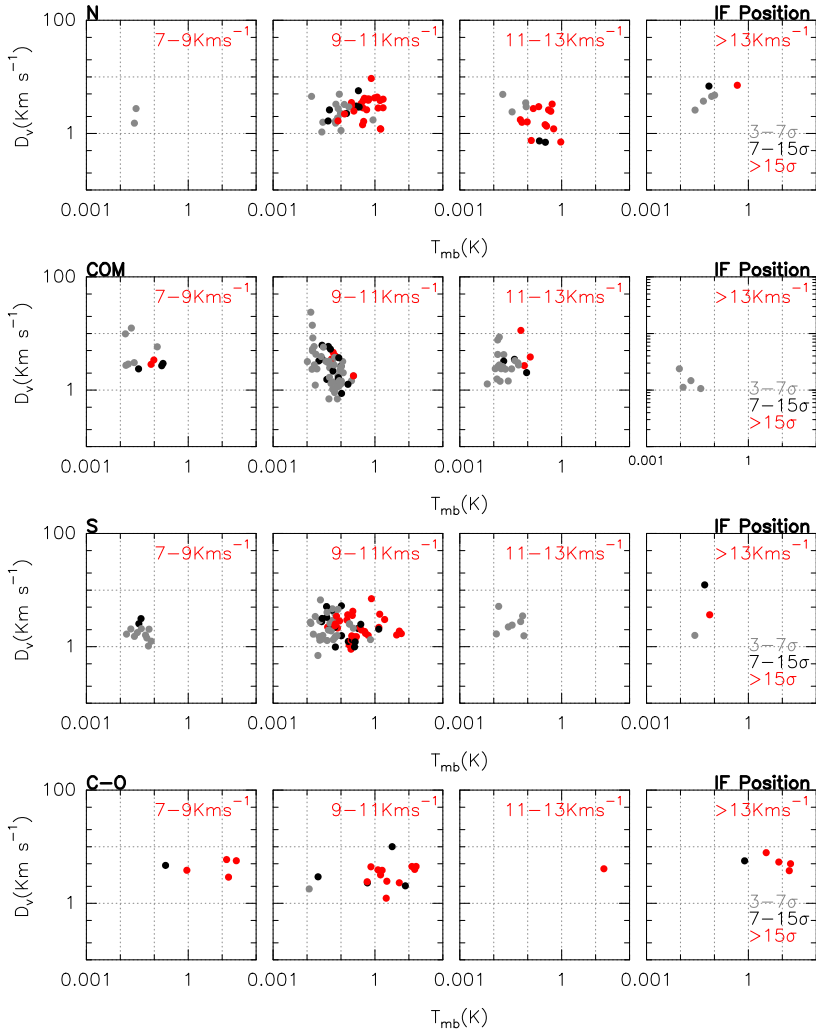 N IF Position
7−9Kms⁻¹ 9−11Kms⁻¹ 11−13Kms⁻¹ >13Kms⁻¹
100
D_v(Km s⁻¹)
1
3−7σ
7−15σ
>15σ
0.001 1 0.001 1 0.001 1 0.001 1
T_mb(K)
COM IF Position
100
7−9Kms⁻¹ 9−11Kms⁻¹ 11−13Kms⁻¹ >13Kms⁻¹
D_v(Km s⁻¹)
1
3−7σ
7−15σ
>15σ
0.001 1 0.001 1 0.001 1 0.001 1
T_mb(K)
S IF Position
100
7−9Kms⁻¹ 9−11Kms⁻¹ 11−13Kms⁻¹ >13Kms⁻¹
D_v(Km s⁻¹)
1
3−7σ
7−15σ
>15σ
0.001 1 0.001 1 0.001 1 0.001 1
T_mb(K)
C−O IF Position
100
7−9Kms⁻¹ 9−11Kms⁻¹ 11−13Kms⁻¹ >13Kms⁻¹
D_v(Km s⁻¹)
1
3−7σ
7−15σ
>15σ
0.001 1 0.001 1 0.001 1 0.001 1
T_mb(K)